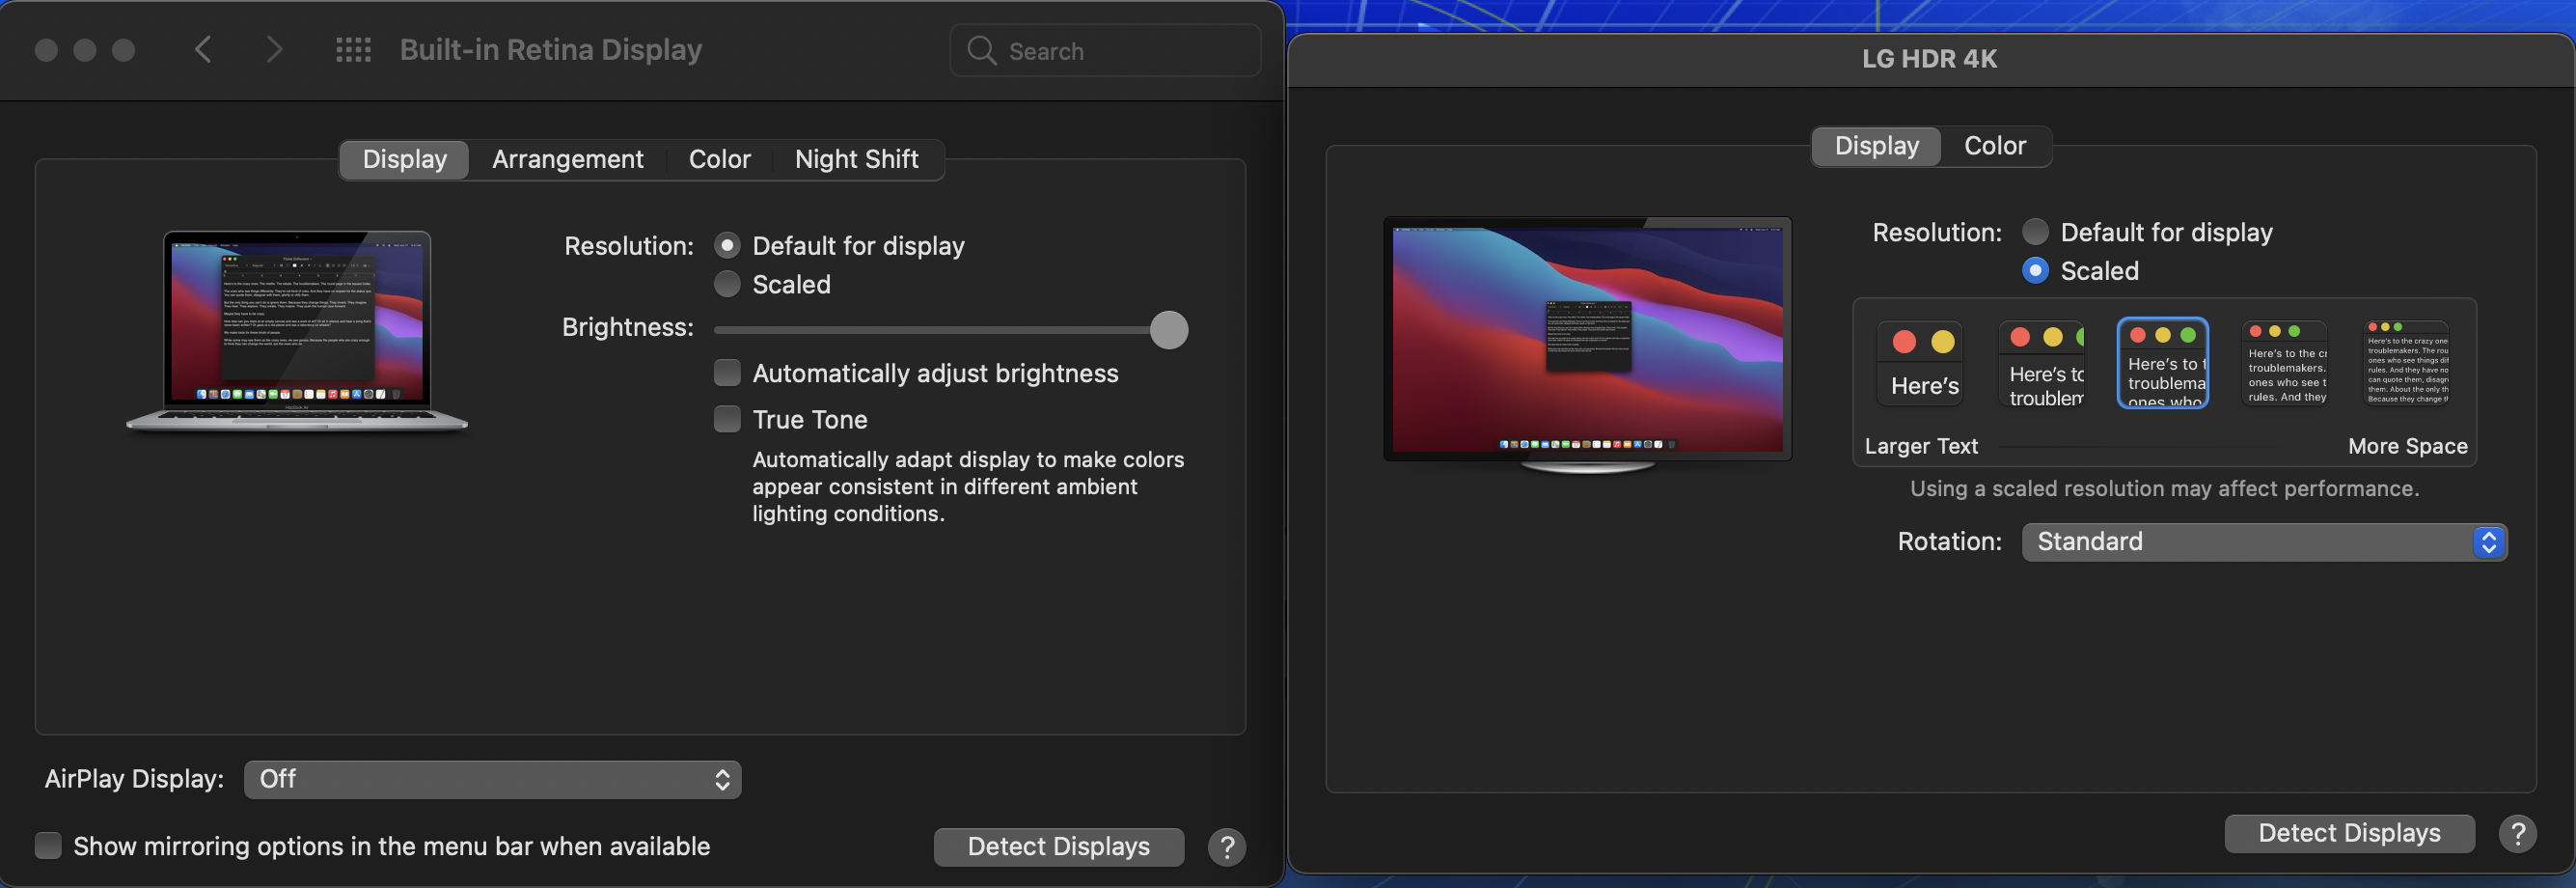 Built-in Retina Display
Search
Display
Arrangement
Color
Night Shift
Resolution:
Default for display
Scaled
Brightness:
Automatically adjust brightness
True Tone
Automatically adapt display to make colors
appear consistent in different ambient
lighting conditions.
AirPlay Display:
Off
Show mirroring options in the menu bar when available
Detect Displays
?
LG HDR 4K
Display
Color
Resolution:
Default for display
Scaled
Here's
Here's to
troublem
Here's to t
troublema
ones who
Here's to the cr
troublemakers.
ones who see t
rules. And they
Here's to the crazy one
troublemakers. The rou
ones who see things dif
rules. And they have no
can quote them, disagr
them. About the only th
Because they change th
Larger Text
More Space
Using a scaled resolution may affect performance.
Rotation:
Standard
Detect Displays
?